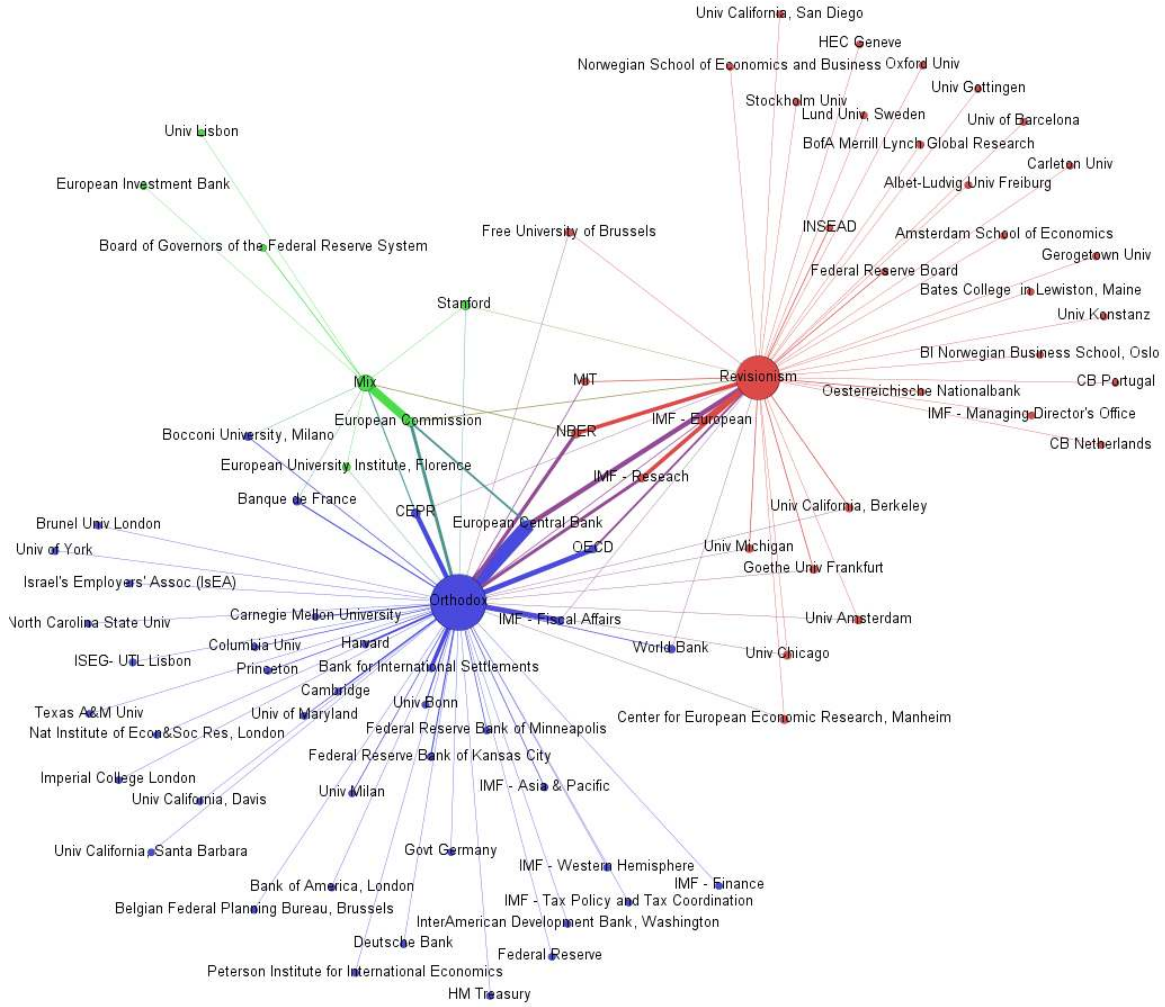 Univ California, San Diego
HEC Geneve
Norwegian School of Economics and Business
Oxford Univ
Univ Gottingen
Stockholm Univ
Lund Univ, Sweden
Univ of Barcelona
Univ Lisbon
BofA Merrill Lynch Global Research
Carleton Univ
European Investment Bank
Albet-Ludvig Univ Freiburg
INSEAD
Free University of Brussels
Amsterdam School of Economics
Board of Governors of the Federal Reserve System
Gerogetown Univ
Federal Reserve Board
Bates College in Lewiston, Maine
Stanford
Univ Konstanz
BI Norwegian Business School, Oslo
Revisionism
MIT
Mix
CB Portugal
Oesterreichische Nationalbank
European Commission
IMF - European
IMF - Managing Director's Office
NBER
Bocconi University, Milano
CB Netherlands
European University Institute, Florence
IMF - Reseach
Banque de France
Univ California, Berkeley
CEPR
European Central Bank
Brunel Univ London
OECD
Univ Michigan
Univ of York
Goethe Univ Frankfurt
Israel's Employers' Assoc (IsEA)
Orthodox
Carnegie Mellon University
IMF - Fiscal Affairs
Univ Amsterdam
North Carolina State Univ
Columbia Univ
Harvard
World Bank
Univ Chicago
ISEG- UTL Lisbon
Princeton
Bank for International Settlements
Cambridge
Univ Bonn
Texas A&M Univ
Univ of Maryland
Center for European Economic Research, Manheim
Nat Institute of Econ&Soc Res, London
Federal Reserve Bank of Minneapolis
Federal Reserve Bank of Kansas City
Imperial College London
IMF - Asia & Pacific
Univ Milan
Univ California, Davis
Univ California, Santa Barbara
Govt Germany
IMF - Western Hemisphere
IMF - Finance
Bank of America, London
IMF - Tax Policy and Tax Coordination
Belgian Federal Planning Bureau, Brussels
InterAmerican Development Bank, Washington
Deutsche Bank
Federal Reserve
Peterson Institute for International Economics
HM Treasury